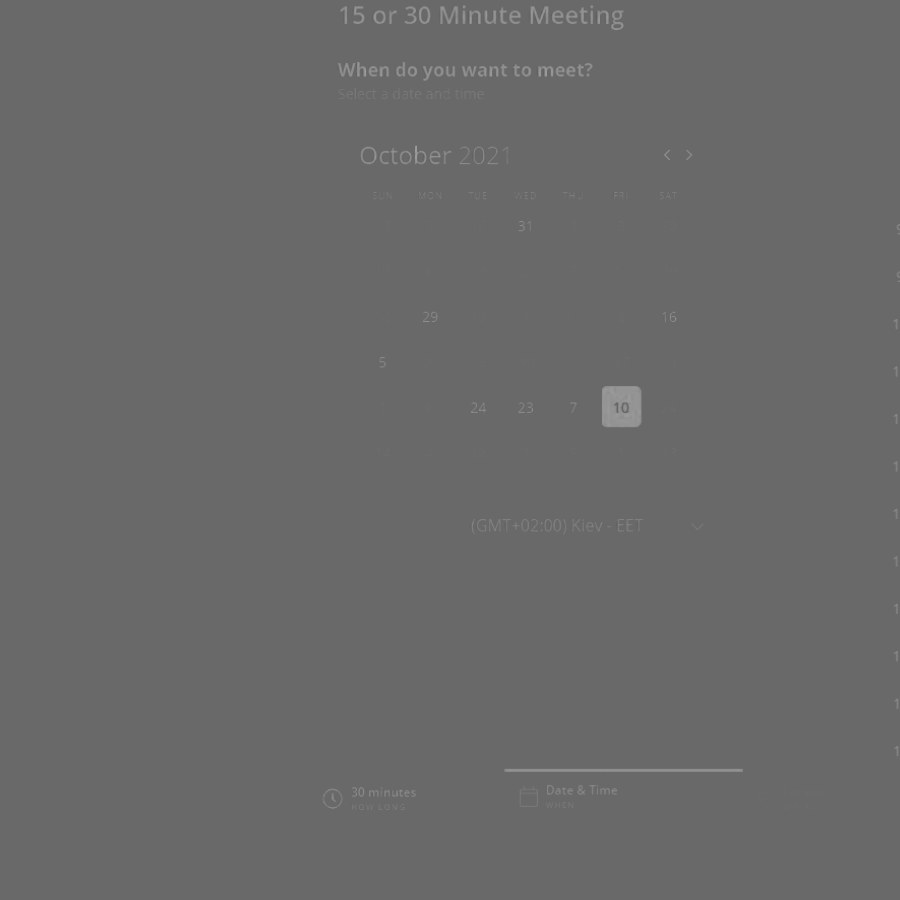 15 or 30 Minute Meeting
When do you want to meet?
Select a date and time
October 2021
SUN MON TUE WED THU FRI SAT
31
29 16
5
24 23 7 10
(GMT+02:00) Kiev - EET
30 minutes
HOW LONG
Date & Time
WHEN